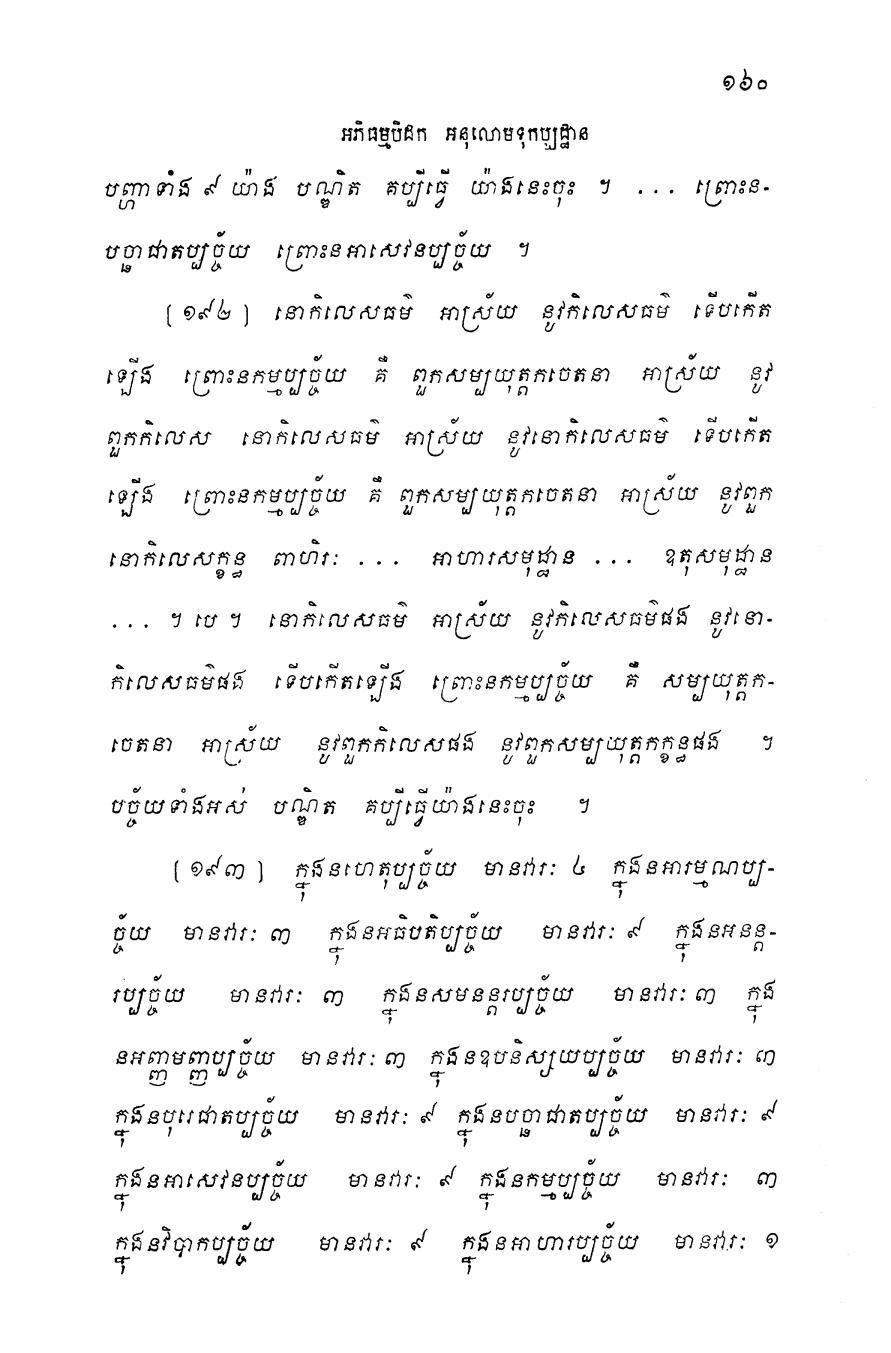 ១៦០
អភិធម្មបិដក អនុលោមទុកប្បដ្ឋាន
បញ្ហាទាំង ៩ យ៉ាង បណ្ឌិត គប្បីធ្វើ យ៉ាងនេះចុះ ។ ... ព្រោះន-
បច្ឆាជាតប្បច្ច័យ ព្រោះនអាសេវនប្បច្ច័យ ។
[១៩២] នោកិលេសធម៌ អាស្រ័យ នូវកិលេសធម៌ ទើបកើត
ឡើង ព្រោះនកម្មប្បច្ច័យ គឺ ពួកសម្បយុត្តកចេតនា អាស្រ័យ នូវ
ពួកកិលេស នោកិលេសធម៌ អាស្រ័យ នូវនោកិលេសធម៌ ទើបកើត
ឡើង ព្រោះនកម្មប្បច្ច័យ គឺ ពួកសម្បយុត្តកចេតនា អាស្រ័យ នូវពួក
នោកិលេសក្ខន្ធ ពាហិរៈ ... អាហារសមុដ្ឋាន ... ឧតុសមុដ្ឋាន
... ។ បេ ។ នោកិលេសធម៌ អាស្រ័យ នូវកិលេសធម៌ផង នូវនោ-
កិលេសធម៌ផង ទើបកើតឡើង ព្រោះនកម្មប្បច្ច័យ គឺ សម្បយុត្តក-
ចេតនា អាស្រ័យ នូវពួកកិលេសផង នូវពួកសម្បយុត្តកក្ខន្ធផង ។
បច្ច័យទាំងអស់ បណ្ឌិត គប្បីធ្វើយ៉ាងនេះចុះ ។
[១៩៣] ក្នុងនហេតុប្បច្ច័យ មានវារៈ ៤ ក្នុងនអារម្មណប្ប-
ច្ច័យ មានវារៈ ៣ ក្នុងនអធិបតិប្បច្ច័យ មានវារៈ ៩ ក្នុងនអនន្ត-
រប្បច្ច័យ មានវារៈ ៣ ក្នុងនសមនន្តរប្បច្ច័យ មានវារៈ ៣ ក្នុង
នអញ្ញមញ្ញប្បច្ច័យ មានវារៈ ៣ ក្នុងនឧបនិស្សយប្បច្ច័យ មានវារៈ ៣
ក្នុងនបុរេជាតប្បច្ច័យ មានវារៈ ៩ ក្នុងនបច្ឆាជាតប្បច្ច័យ មានវារៈ ៩
ក្នុងនអាសេវនប្បច្ច័យ មានវារៈ ៩ ក្នុងនកម្មប្បច្ច័យ មានវារៈ ៣
ក្នុងនវិបាកប្បច្ច័យ មានវារៈ ៩ ក្នុងនអាហារប្បច្ច័យ មានវារៈ ១